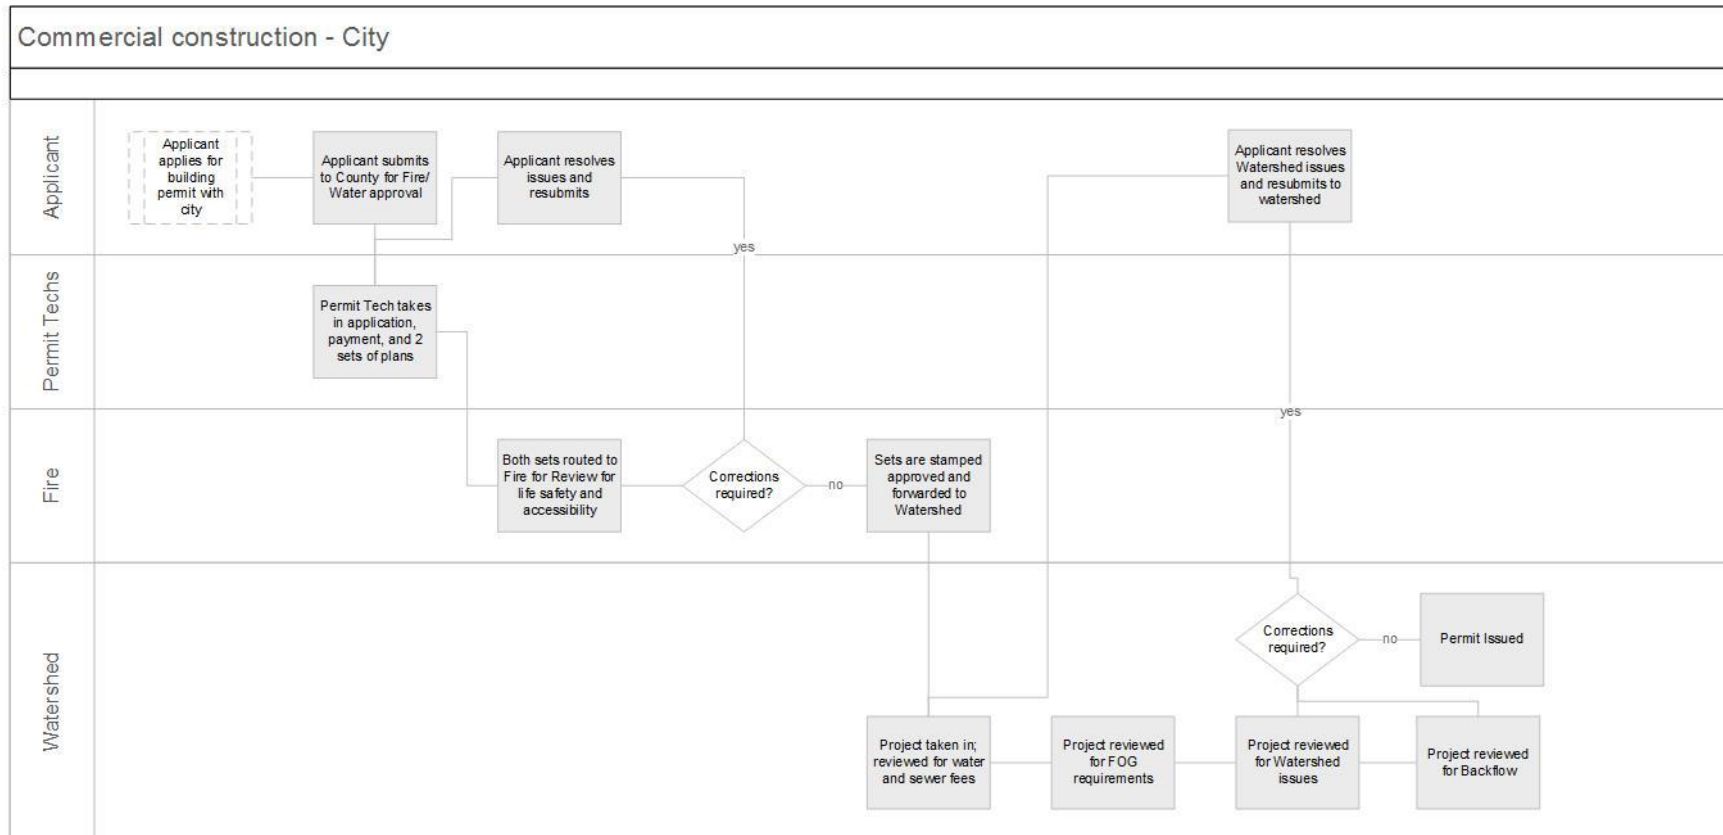 Commercial construction - City
Applicant
Applicant
applies for
building
permit with
city
Applicant submits
to County for Fire/
Water approval
Applicant resolves
issues and
resubmits
Applicant resolves
Watershed issues
and resubmits to
watershed
yes
Permit Techs
Permit Tech takes
in application,
payment, and 2
sets of plans
yes
Fire
Both sets routed to
Fire for Review for
life safety and
accessibility
Corrections
required?
no
Sets are stamped
approved and
forwarded to
Watershed
Watershed
Corrections
required?
no
Permit Issued
Project taken in;
reviewed for water
and sewer fees
Project reviewed
for FOG
requirements
Project reviewed
for Watershed
issues
Project reviewed
for Backflow